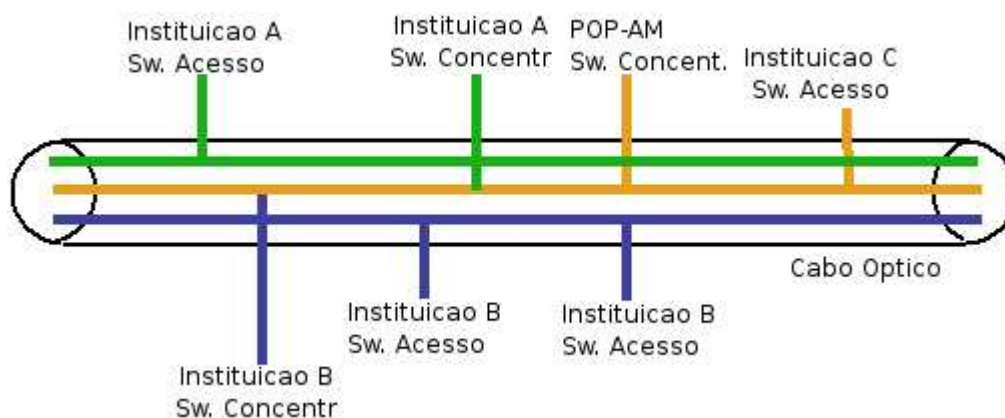 Instituicao A
Sw. Acesso
Instituicao A
Sw. Concentr
POP-AM
Sw. Concent.
Instituicao C
Sw. Acesso
Cabo Optico
Instituicao B
Sw. Acesso
Instituicao B
Sw. Acesso
Instituicao B
Sw. Concentr